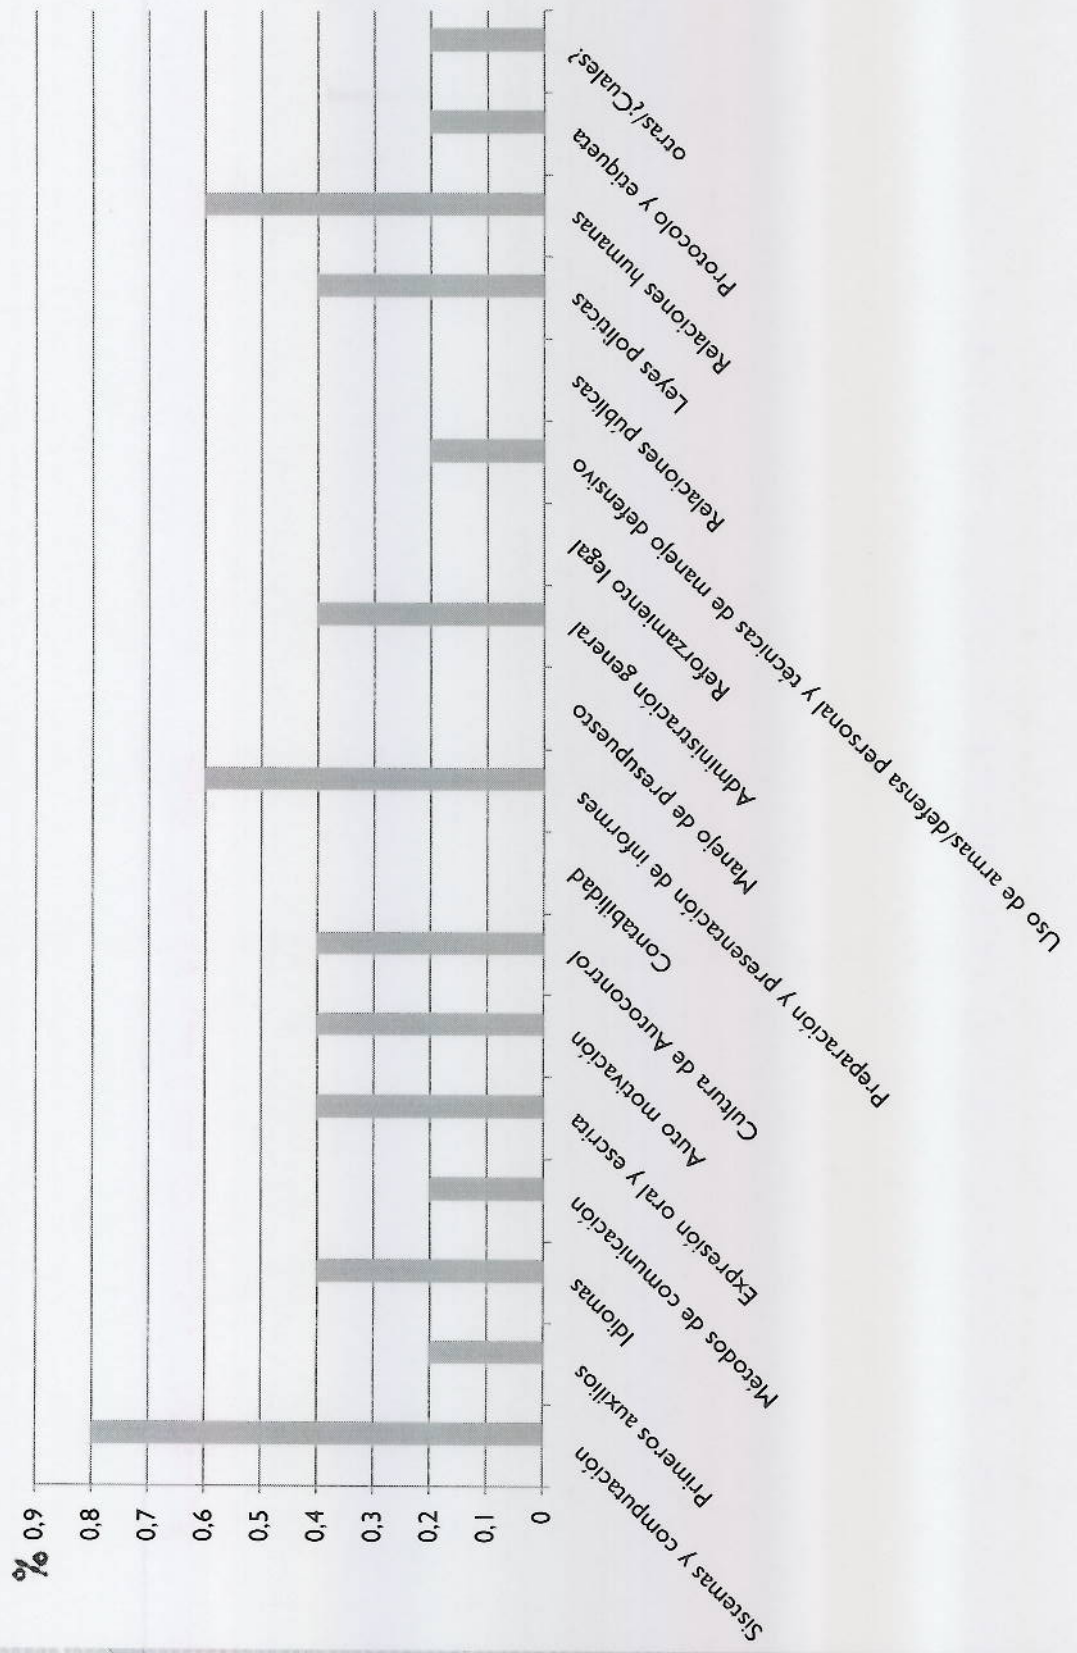 %
0,9
0,8
0,7
0,6
0,5
0,4
0,3
0,2
0,1
0
Sistemas y computación
Primeros auxilios
Idiomas
Métodos de comunicación
Expresión oral y escrita
Auto motivación
Cultura de Autocontrol
Contabilidad
Preparación y presentación de informes
Manejo de presupuesto
Administración general
Reforzamiento legal
Uso de armas/defensa personal y técnicas de manejo defensivo
Relaciones públicas
Leyes políticas
Relaciones humanas
Protocolo y etiqueta
otras/¿Cuales?